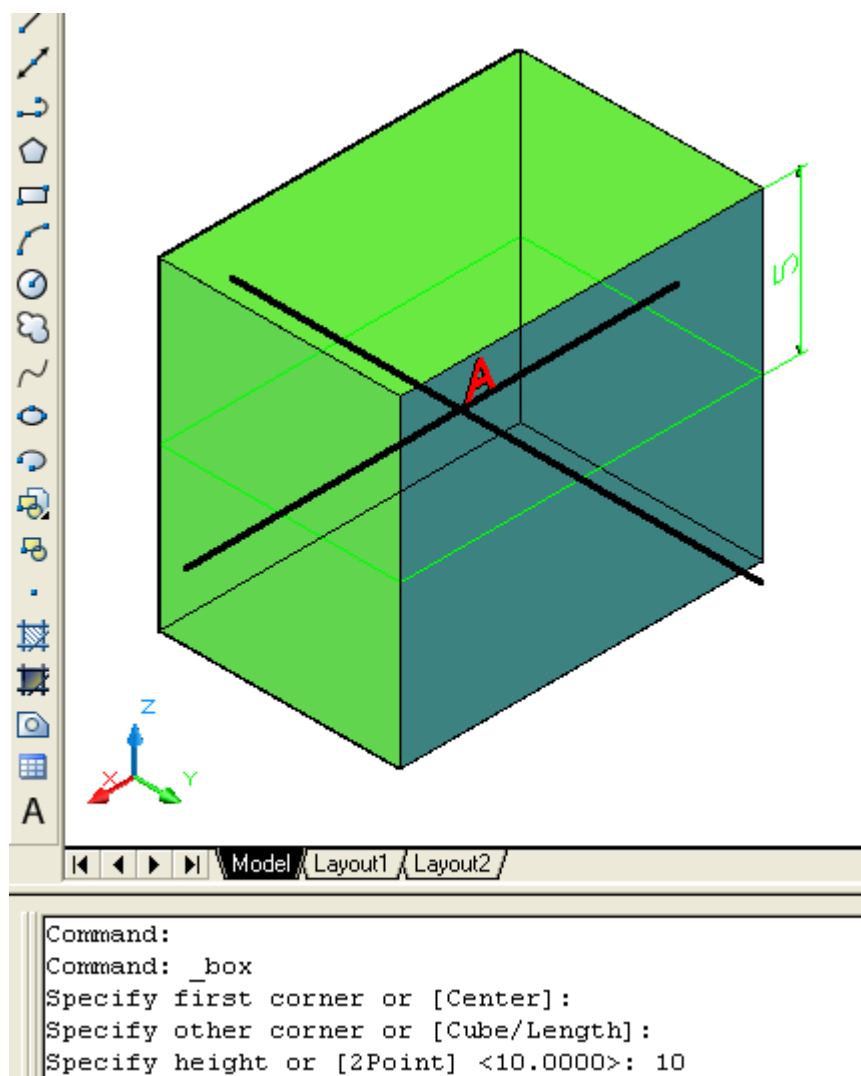 5
A
Z
X Y
A
Model Layout1 Layout2
Command:
Command: _box
Specify first corner or [Center]:
Specify other corner or [Cube/Length]:
Specify height or [2Point] <10.0000>: 10